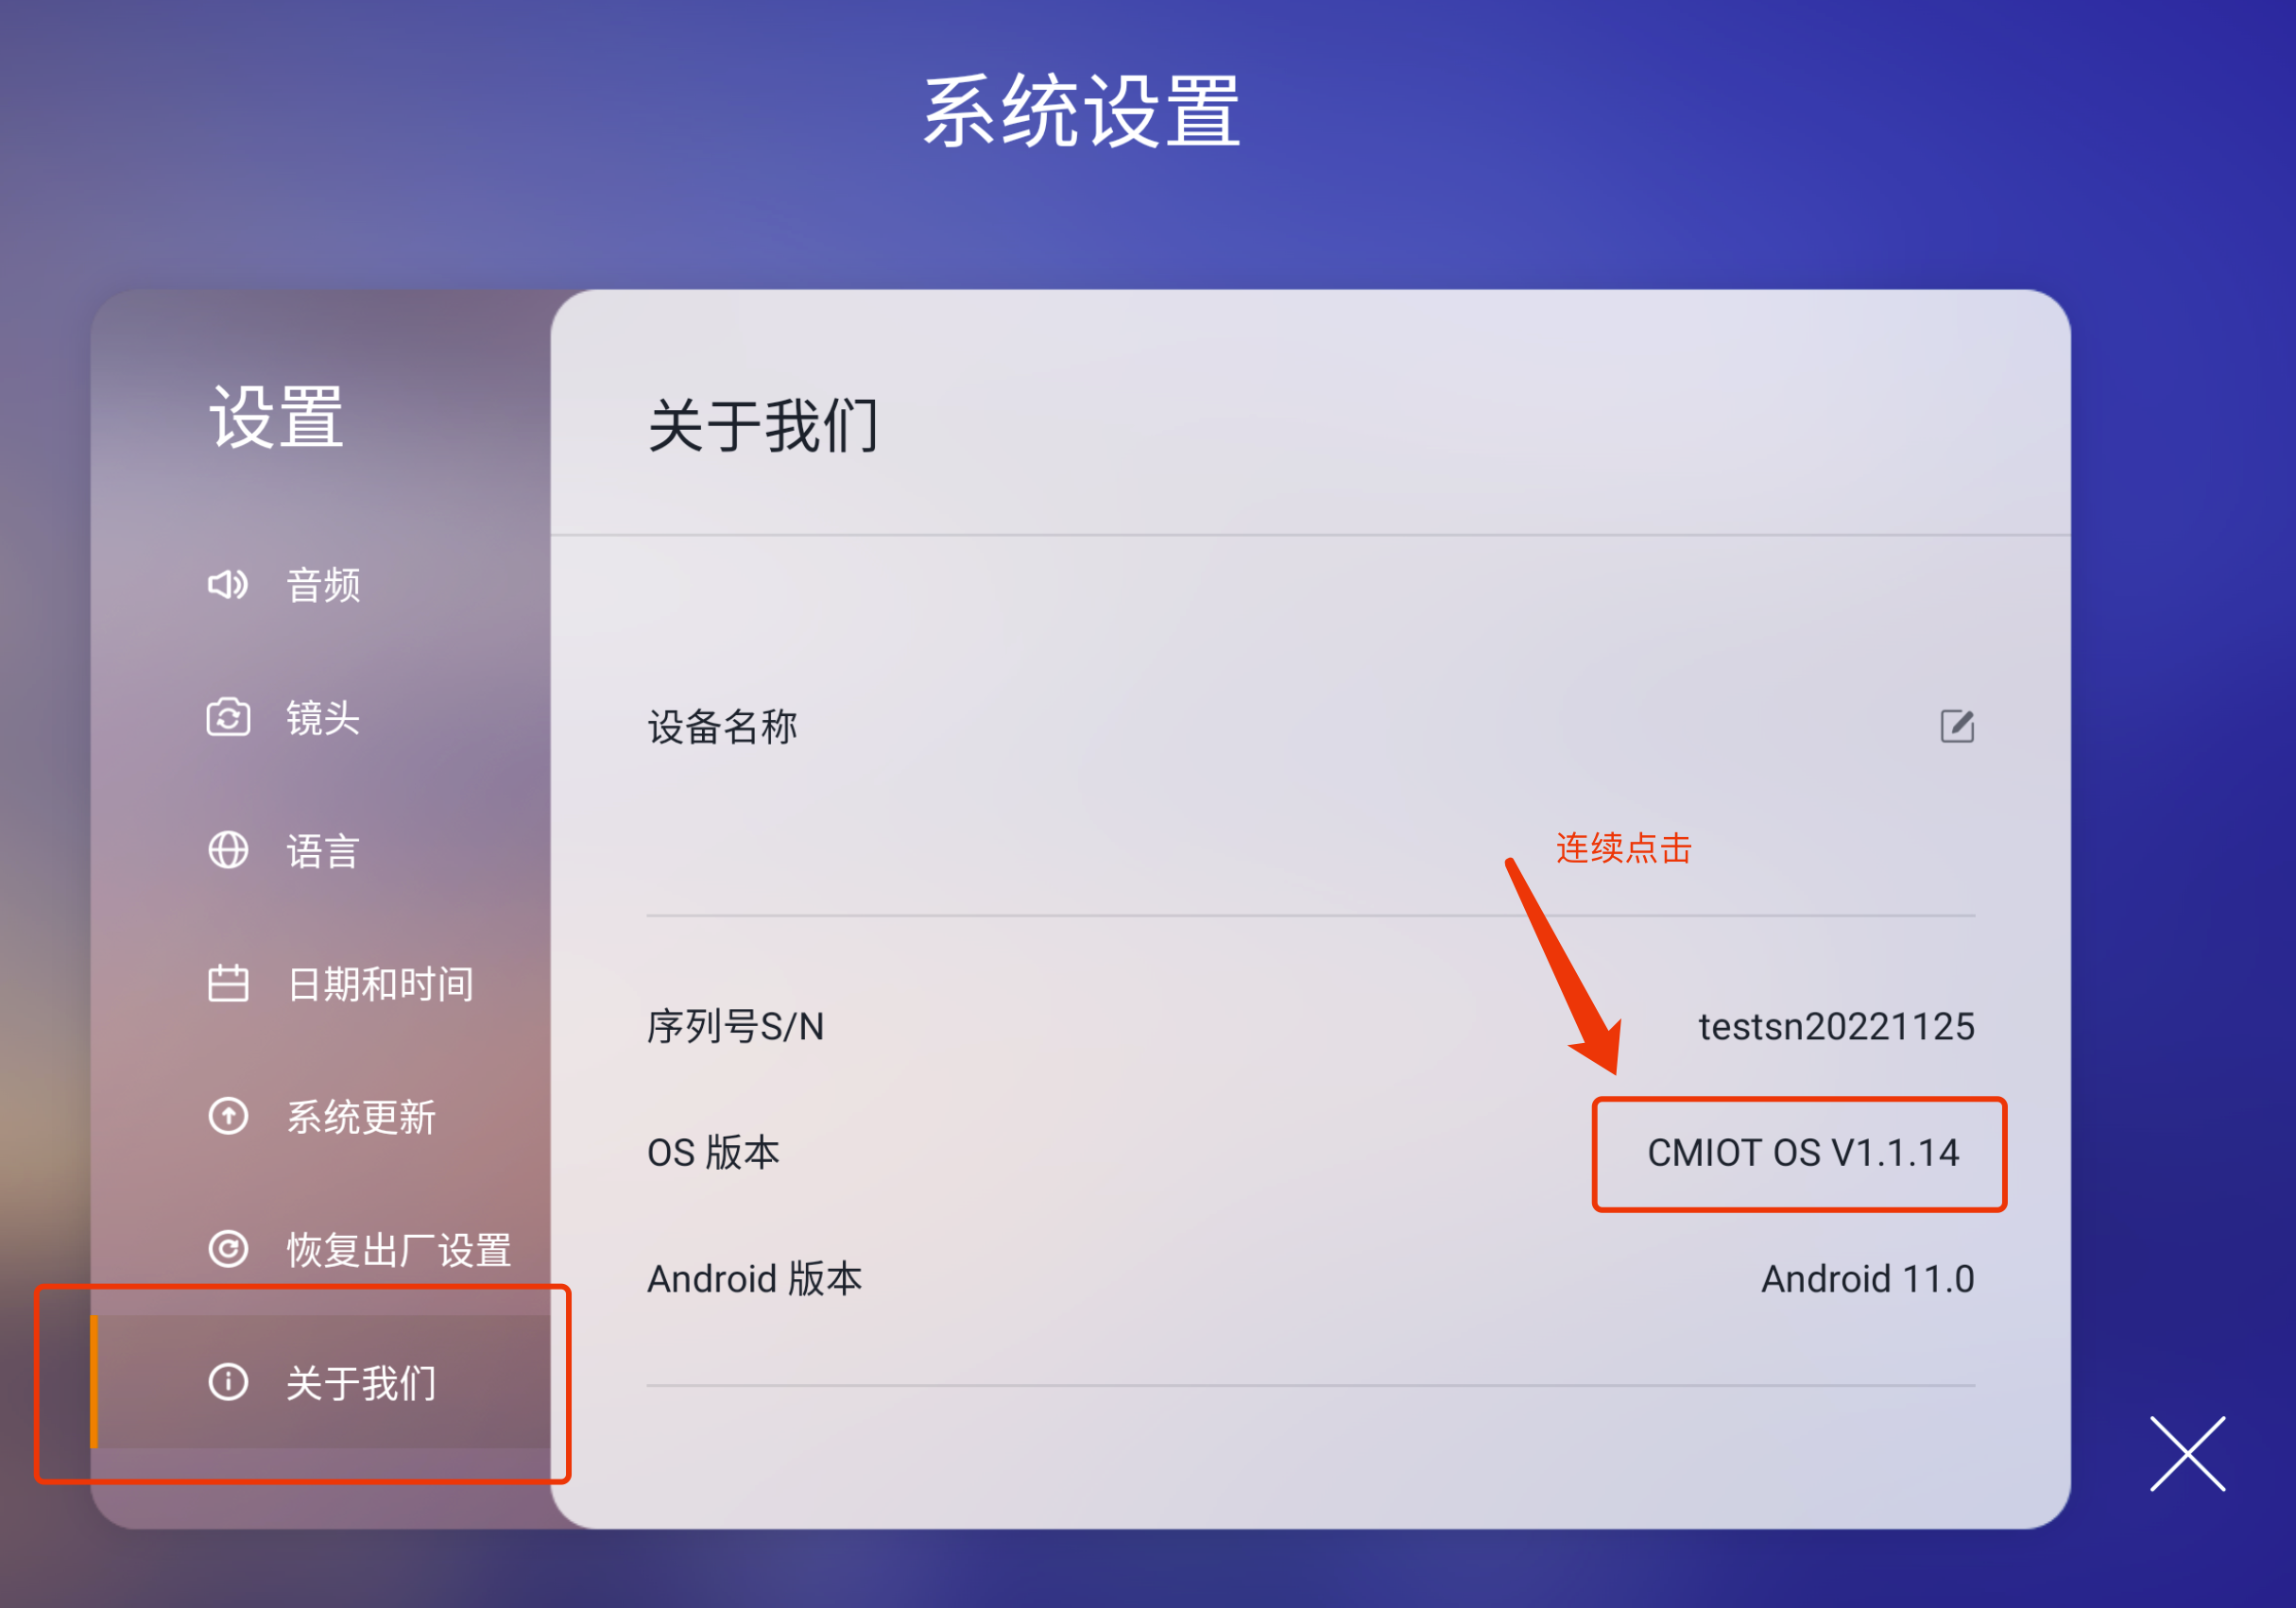 系统设置
设置
音频
镜头
语言
日期和时间
系统更新
恢复出厂设置
关于我们
关于我们
设备名称
连续点击
序列号S/N testsn20221125
OS 版本 CMIOT OS V1.1.14
Android 版本 Android 11.0